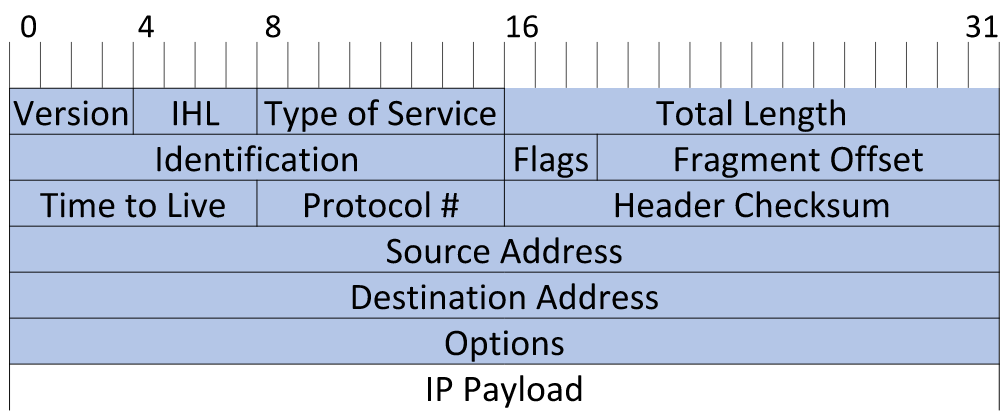 0 4 8 16 31
Version IHL Type of Service Total Length
Identification Flags Fragment Offset
Time to Live Protocol # Header Checksum
Source Address
Destination Address
Options
IP Payload